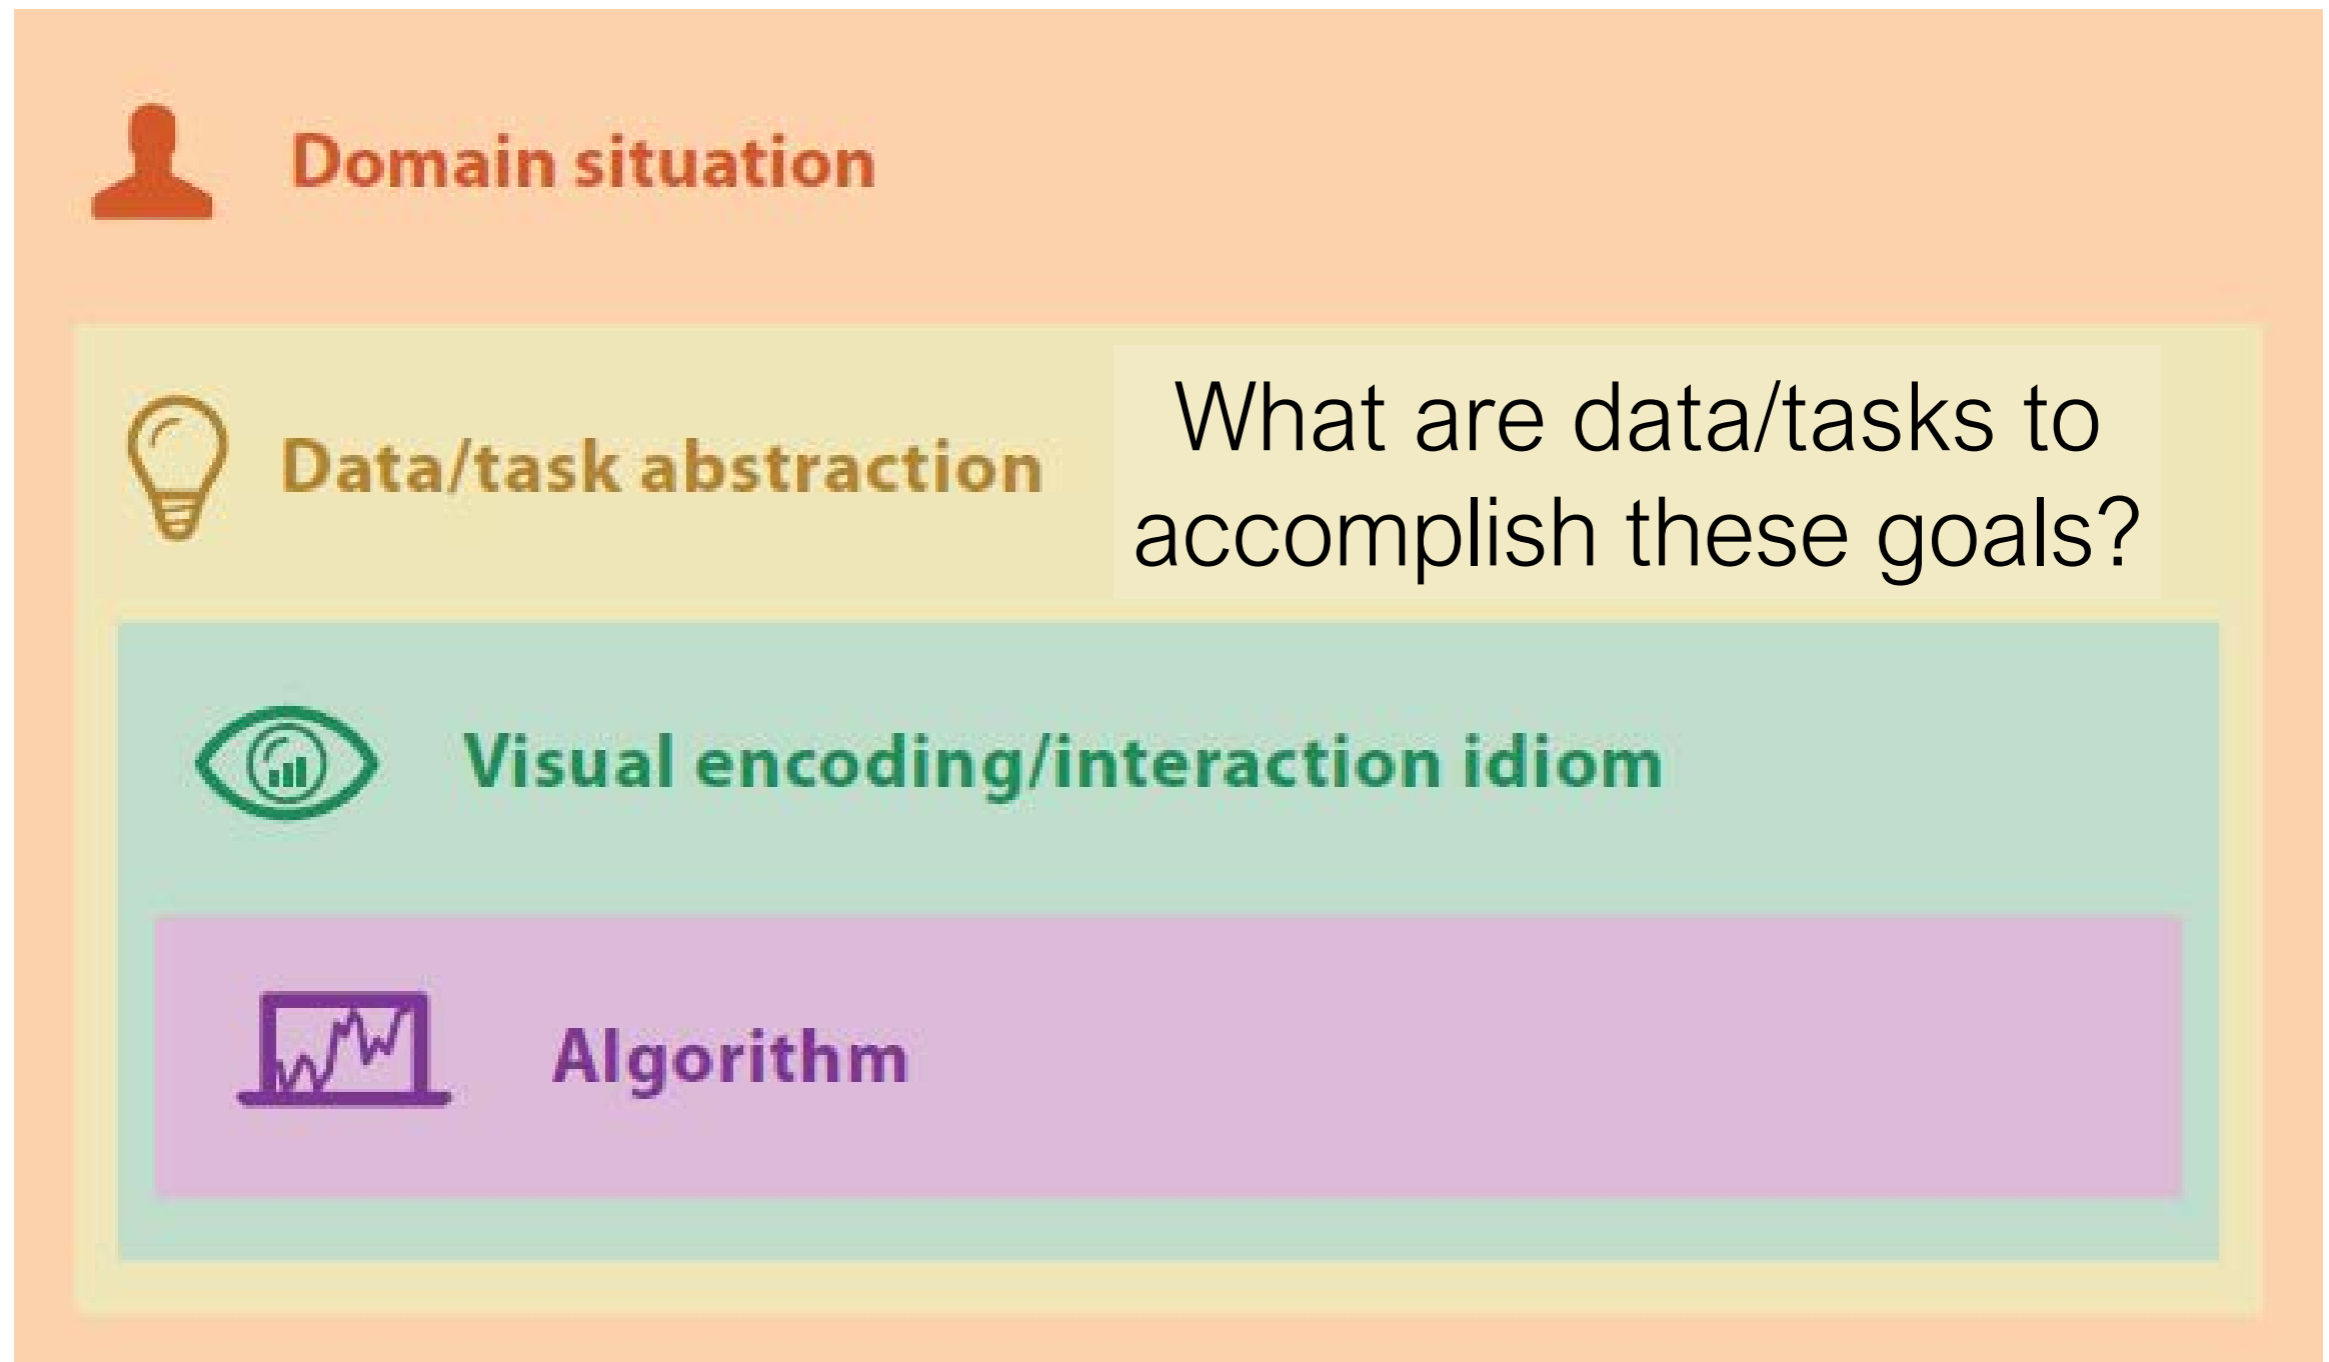 Domain situation
Data/task abstraction
What are data/tasks to
accomplish these goals?
Visual encoding/interaction idiom
Algorithm